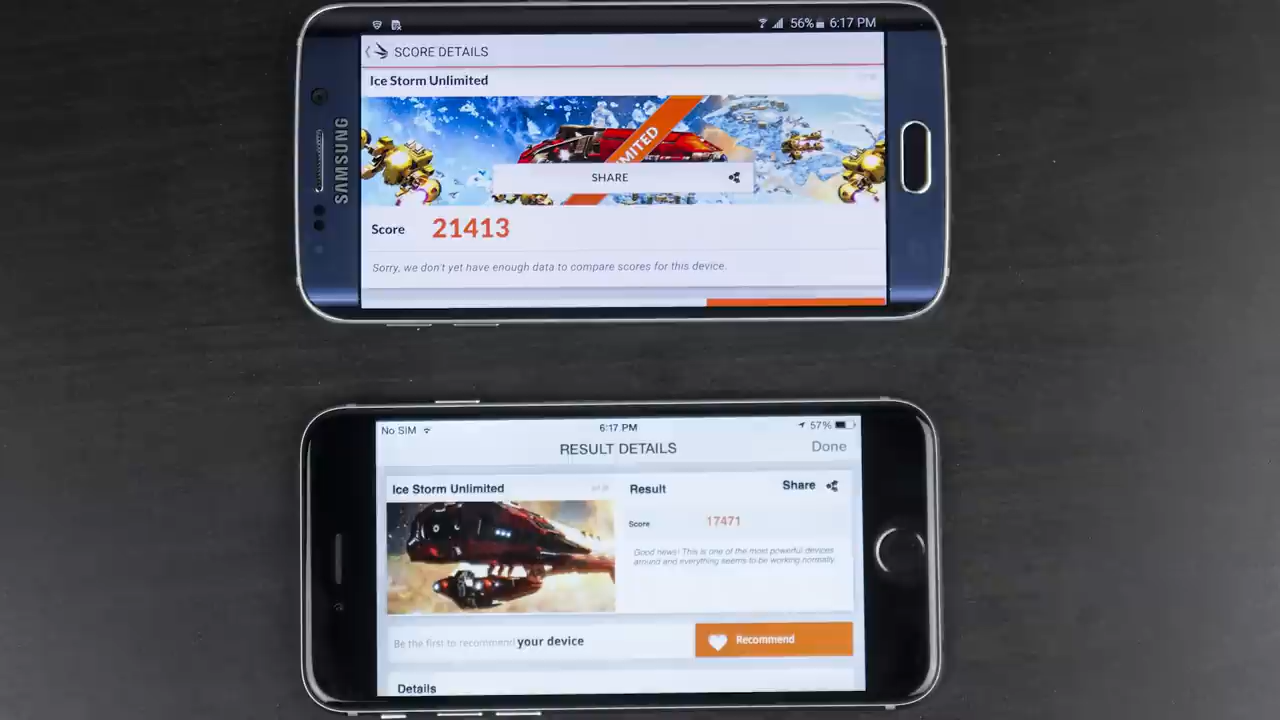 56% 6:17 PM
SCORE DETAILS
Ice Storm Unlimited
MITED
SHARE
SAMSUNG
Score 21413
Sorry, we don't yet have enough data to compare scores for this device.
No SIM 6:17 PM 57%
RESULT DETAILS Done
Ice Storm Unlimited
Result Share
Score 17471
Good news! This is one of the most powerful devices
around and everything seems to be working normally.
Be the first to recommend your device
Recommend
Details